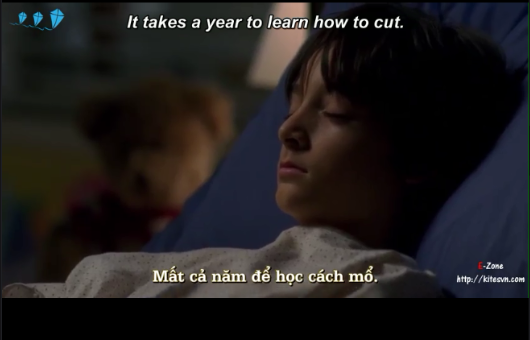 It takes a year to learn how to cut.
Mất cả năm để học cách mổ.
E-Zone
http://kitesvn.com